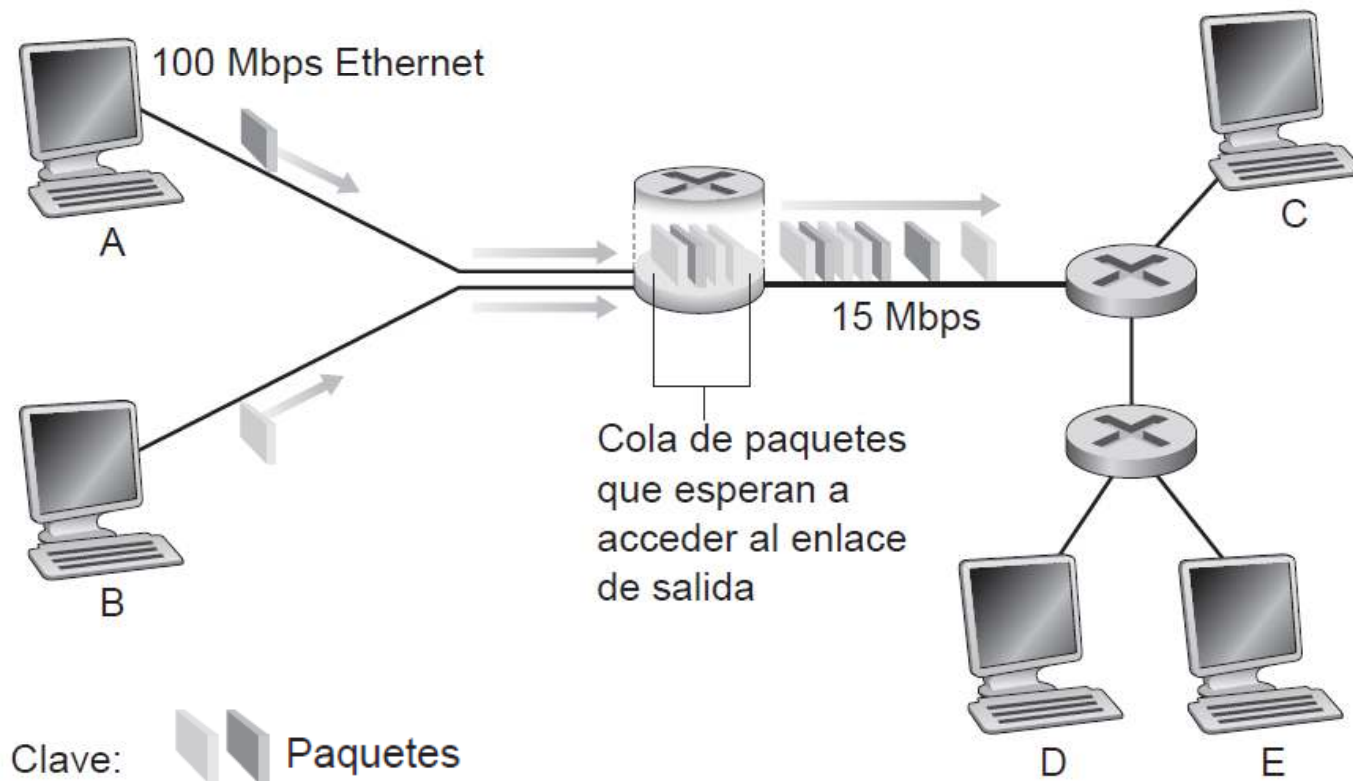 100 Mbps Ethernet
A
C
15 Mbps
B
Cola de paquetes
que esperan a
acceder al enlace
de salida
D
E
Clave:
Paquetes